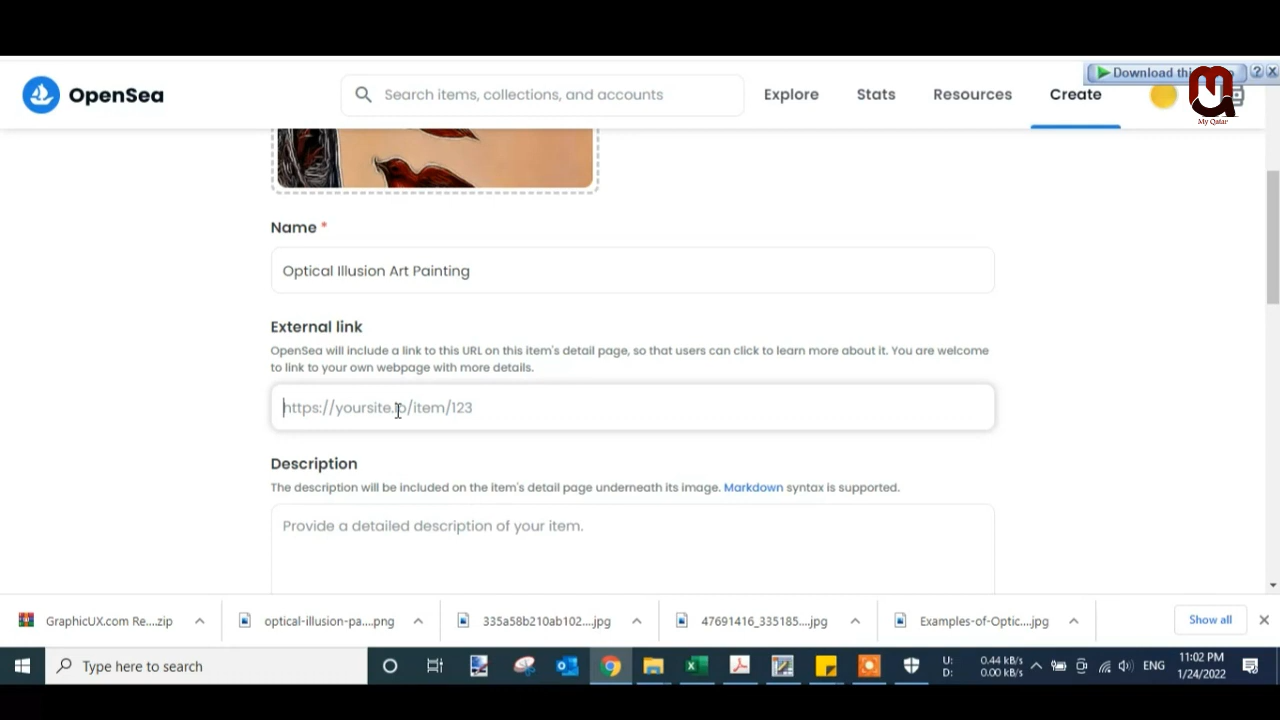 OpenSea
Search items, collections, and accounts
Explore
Stats
Resources
Create
Download thi
My Qatar
Name *
Optical Illusion Art Painting
External link
OpenSea will include a link to this URL on this item's detail page, so that users can click to learn more about it. You are welcome
to link to your own webpage with more details.
https://yoursite.io/item/123
Description
The description will be included on the item's detail page underneath its image. Markdown syntax is supported.
Provide a detailed description of your item.
GraphicUX.com Re....zip
optical-illusion-pa....png
335a58b210ab102....jpg
47691416_335185....jpg
Examples-of-Optic....jpg
Show all
Type here to search
U: 0.44 kB/s
D: 0.00 kB/s
ENG
11:02 PM
1/24/2022